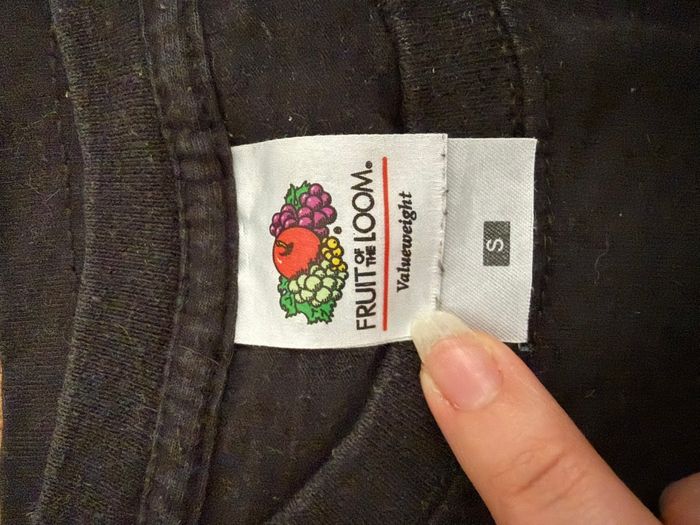 FRUIT OF THE LOOM®
Valueweight
S